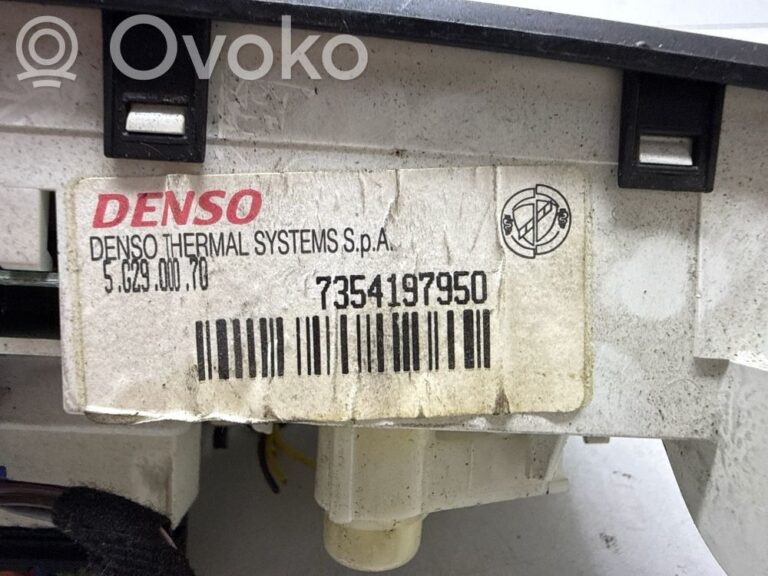 Ovoko
DENSO
DENSO THERMAL SYSTEMS S.p.A.
5.G29.000.70
7354197950